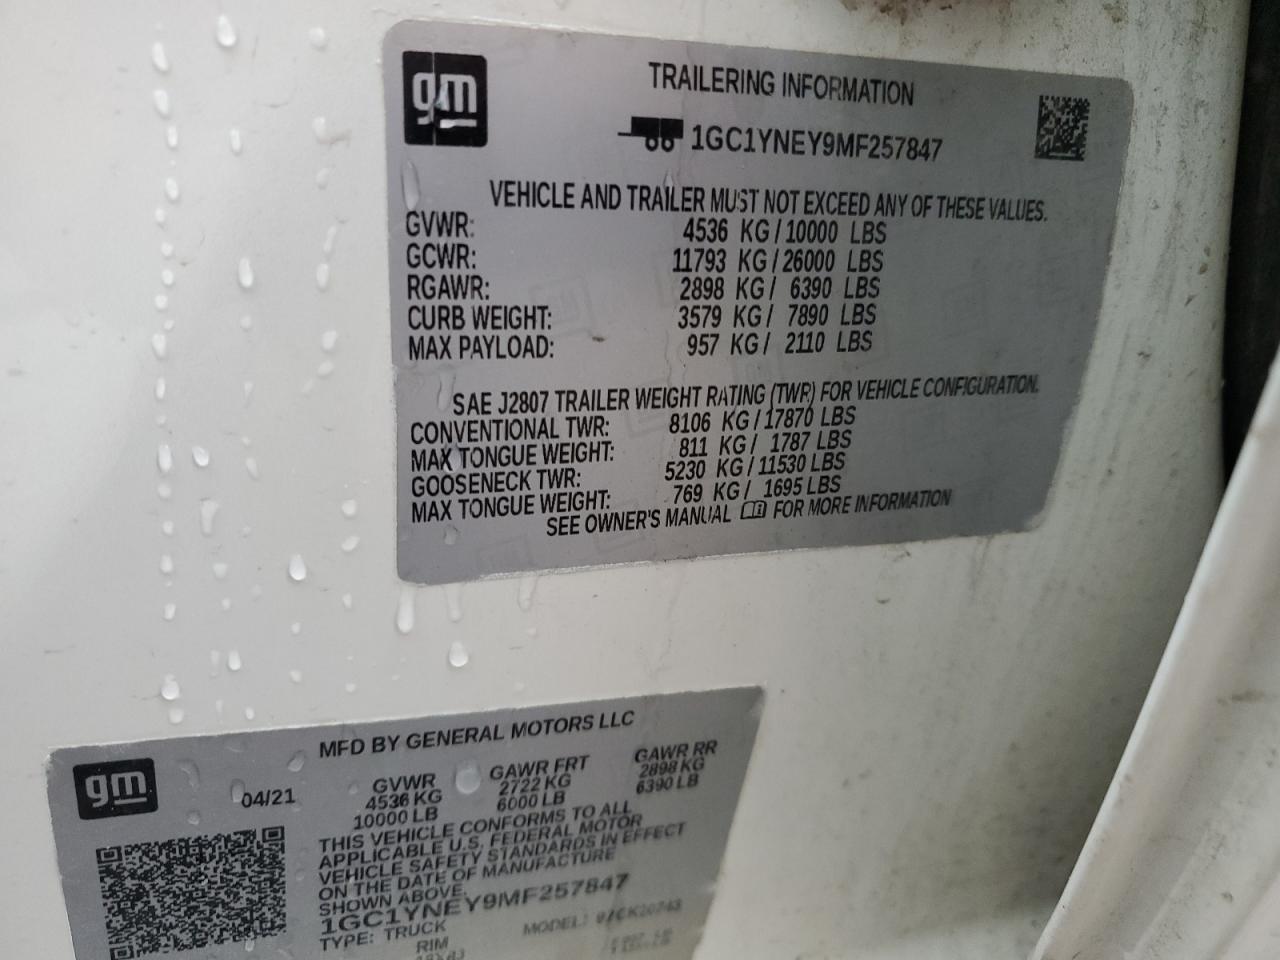 gm
TRAILERING INFORMATION
1GC1YNEY9MF257847
VEHICLE AND TRAILER MUST NOT EXCEED ANY OF THESE VALUES.
GVWR: 4536 KG/10000 LBS
GCWR: 11793 KG/26000 LBS
RGAWR: 2898 KG/ 6390 LBS
CURB WEIGHT: 3579 KG/ 7890 LBS
MAX PAYLOAD: 957 KG/ 2110 LBS
SAE J2807 TRAILER WEIGHT RATING (TWR) FOR VEHICLE CONFIGURATION.
CONVENTIONAL TWR: 8106 KG/17870 LBS
MAX TONGUE WEIGHT: 811 KG/ 1787 LBS
GOOSENECK TWR: 5230 KG/11530 LBS
MAX TONGUE WEIGHT: 769 KG/ 1695 LBS
SEE OWNER'S MANUAL FOR MORE INFORMATION
gm
MFD BY GENERAL MOTORS LLC
04/21 GVWR GAWR FRT GAWR RR
4536 KG 2722 KG 2898 KG
10000 LB 6000 LB 6390 LB
THIS VEHICLE CONFORMS TO ALL
APPLICABLE U.S. FEDERAL MOTOR
VEHICLE SAFETY STANDARDS IN EFFECT
ON THE DATE OF MANUFACTURE
SHOWN ABOVE.
1GC1YNEY9MF257847
TYPE: TRUCK MODEL:
RIM